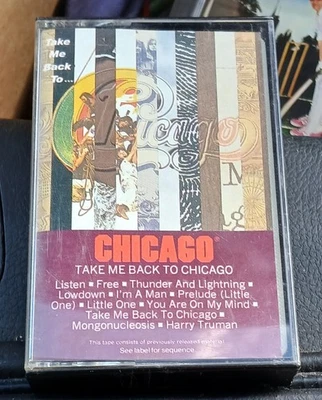 Take
Me
Back
To...
Chicago
CHICAGO®
TAKE ME BACK TO CHICAGO
Listen ■ Free ■ Thunder And Lightning ■
Lowdown ■ I'm A Man ■ Prelude (Little
One) ■ Little One ■ You Are On My Mind ■
Take Me Back To Chicago ■
Mongonucleosis ■ Harry Truman
This tape consists of previously released
See label for sequence.